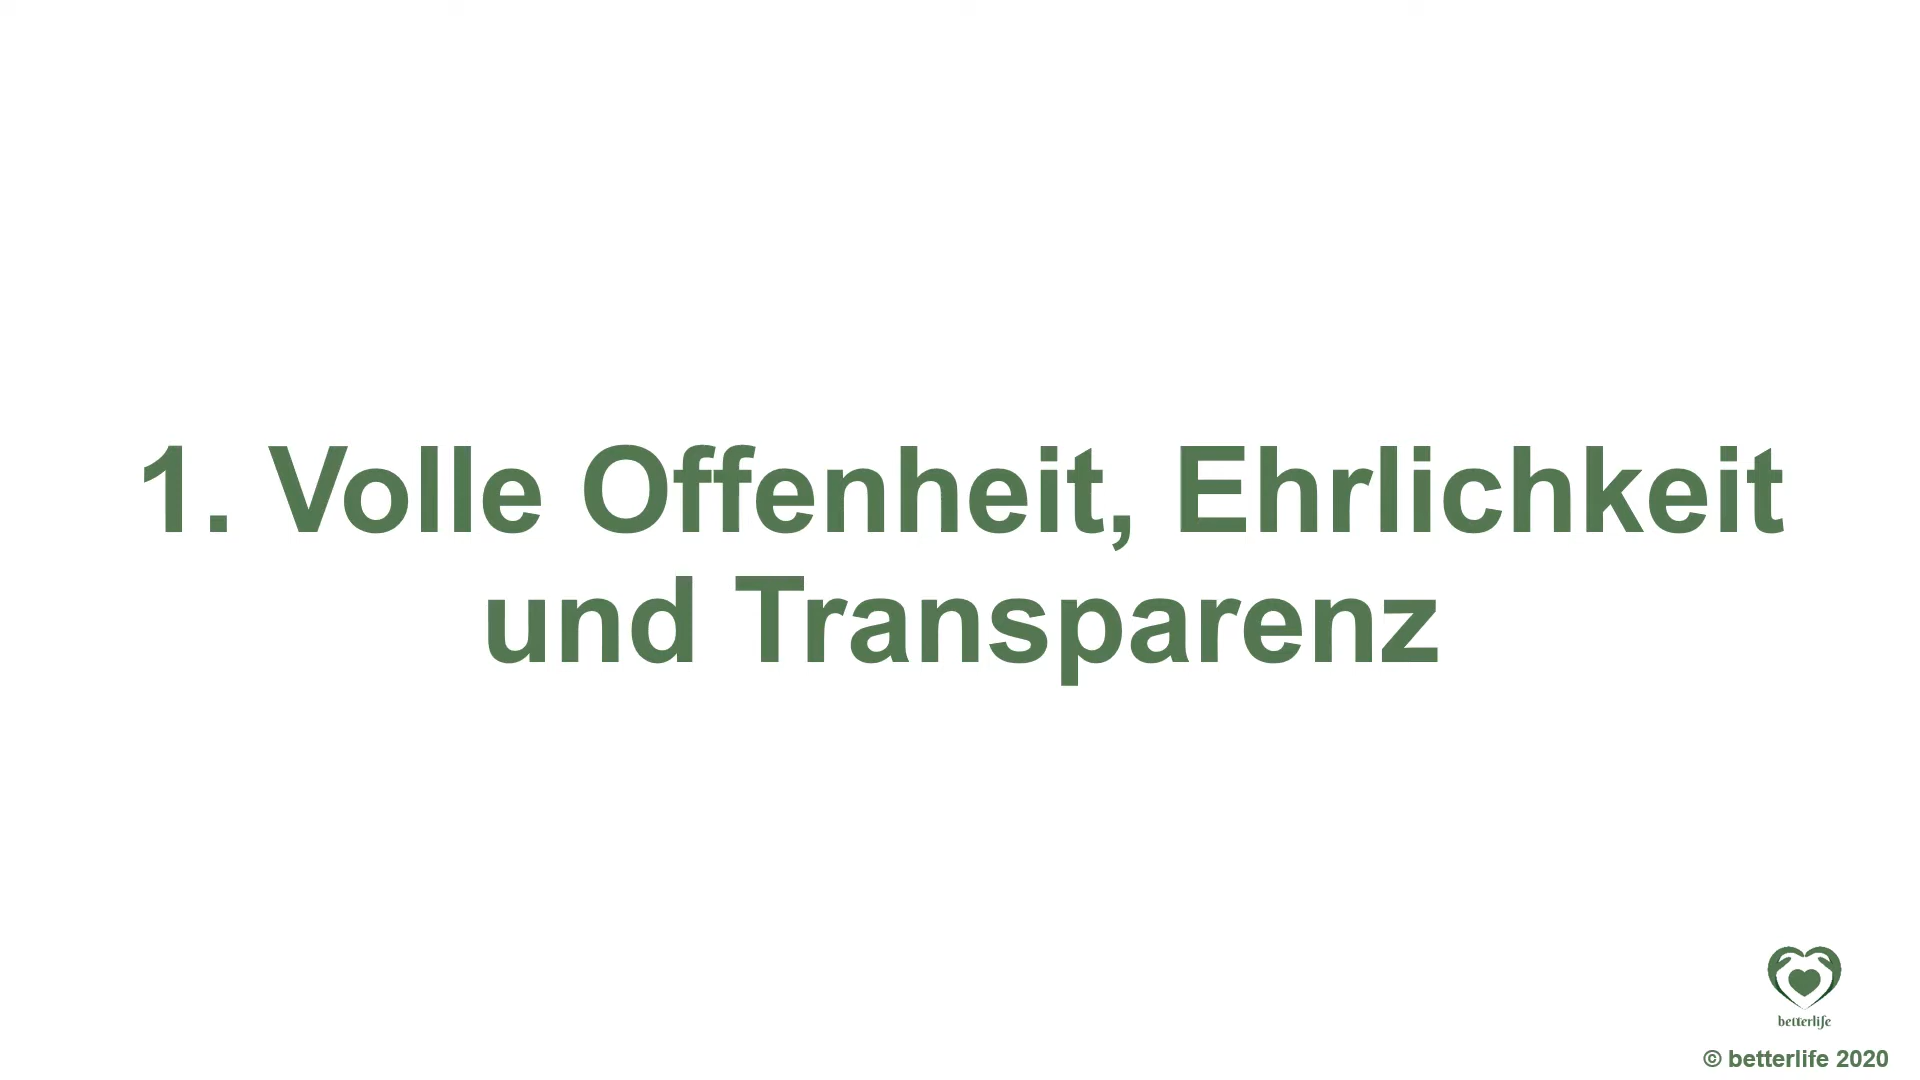 1. Volle Offenheit, Ehrlichkeit
und Transparenz
betterlife
© betterlife 2020